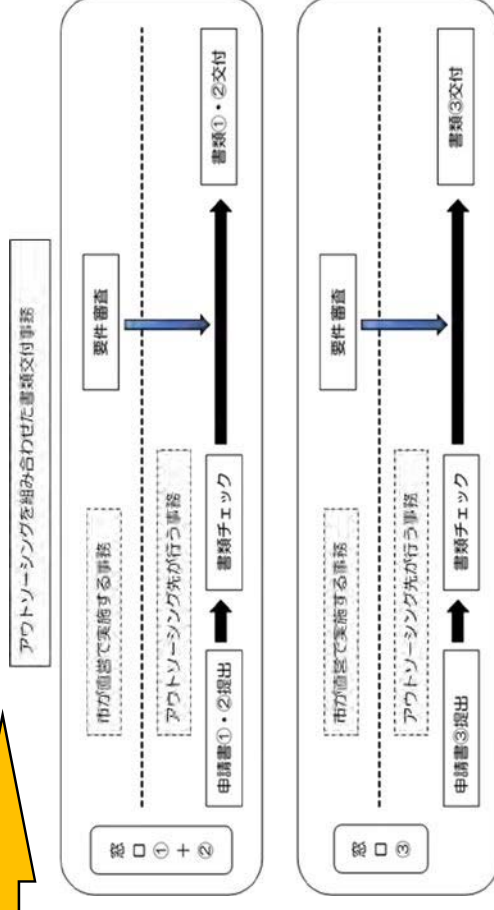 アウトソーシングを組み合わせた書類交付事務
窓口①+②
市が直営で実施する事務
要件審査
アウトソーシング先が行う事務
申請書①・②提出
書類チェック
書類①・②交付
窓口③
市が直営で実施する事務
要件審査
アウトソーシング先が行う事務
申請書③提出
書類チェック
書類③交付